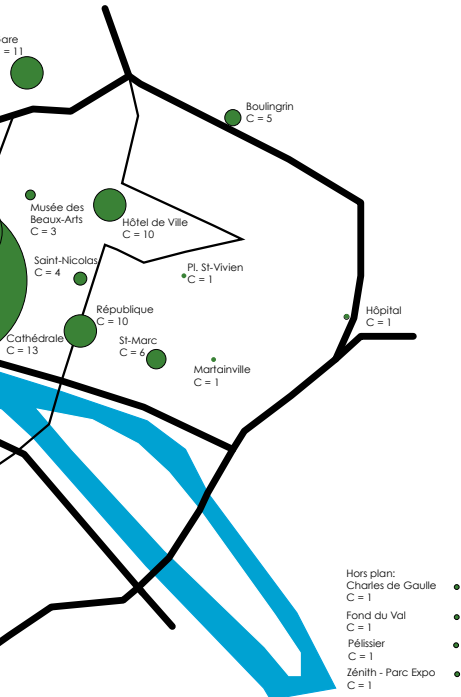 are
= 11
Boulingrin
C = 5
Musée des
Beaux-Arts
C = 3
Hôtel de Ville
C = 10
Saint-Nicolas
C = 4
Pl. St-Vivien
C = 1
République
C = 10
Hôpital
C = 1
Cathédrale
C = 13
St-Marc
C = 6
Martainville
C = 1
Hors plan:
Charles de Gaulle
C = 1
Fond du Val
C = 1
Pélissier
C = 1
Zénith - Parc Expo
C = 1